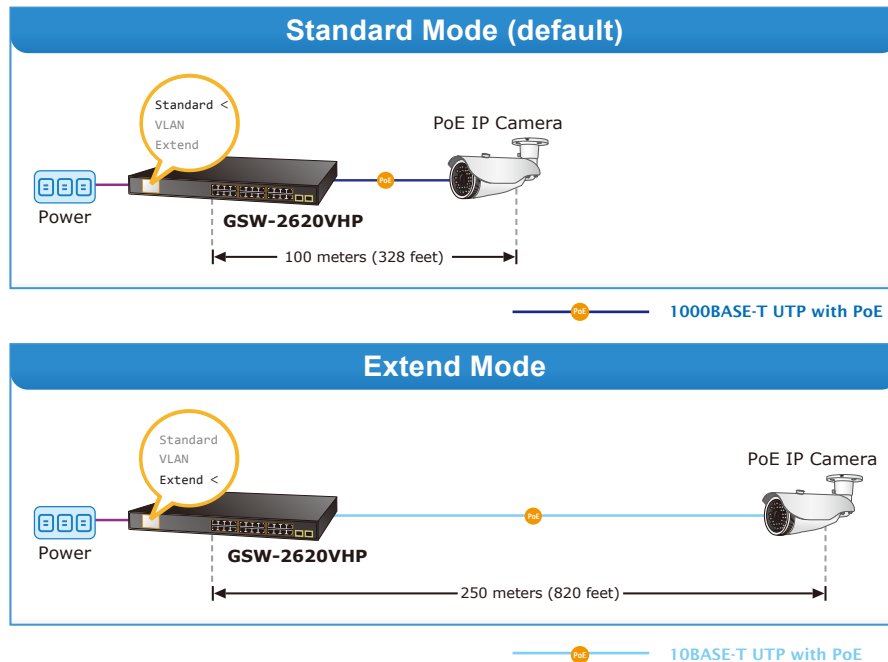 Standard Mode (default)
Standard <
VLAN
Extend
PoE IP Camera
Power
PoE
GSW-2620VHP
100 meters (328 feet)
PoE
1000BASE-T UTP with PoE
Extend Mode
Standard
VLAN
Extend <
PoE IP Camera
Power
PoE
GSW-2620VHP
250 meters (820 feet)
PoE
10BASE-T UTP with PoE